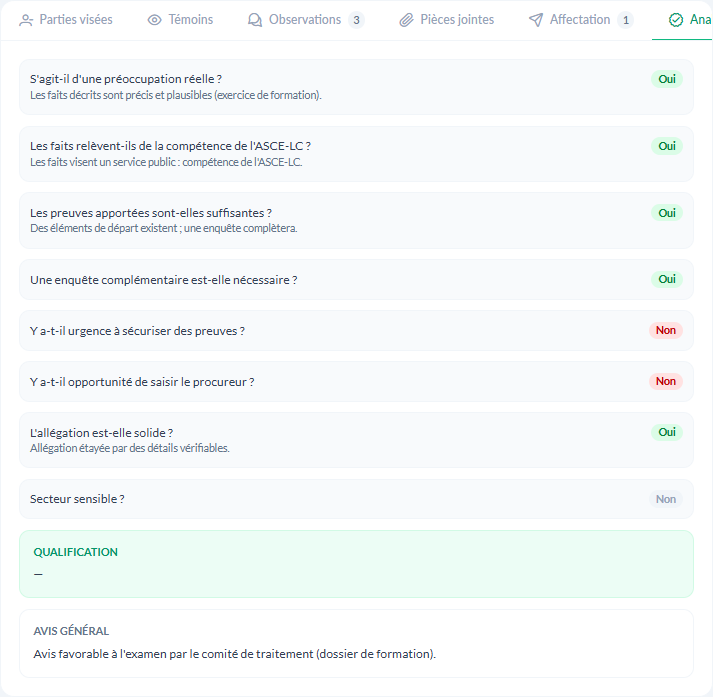 Parties visées
Témoins
Observations 3
Pièces jointes
Affectation 1
Ana
S'agit-il d'une préoccupation réelle ?
Oui
Les faits décrits sont précis et plausibles (exercice de formation).
Les faits relèvent-ils de la compétence de l'ASCE-LC ?
Oui
Les faits visent un service public : compétence de l'ASCE-LC.
Les preuves apportées sont-elles suffisantes ?
Oui
Des éléments de départ existent ; une enquête complètera.
Une enquête complémentaire est-elle nécessaire ?
Oui
Y a-t-il urgence à sécuriser des preuves ?
Non
Y a-t-il opportunité de saisir le procureur ?
Non
L'allégation est-elle solide ?
Oui
Allégation étayée par des détails vérifiables.
Secteur sensible ?
Non
QUALIFICATION
—
AVIS GÉNÉRAL
Avis favorable à l'examen par le comité de traitement (dossier de formation).